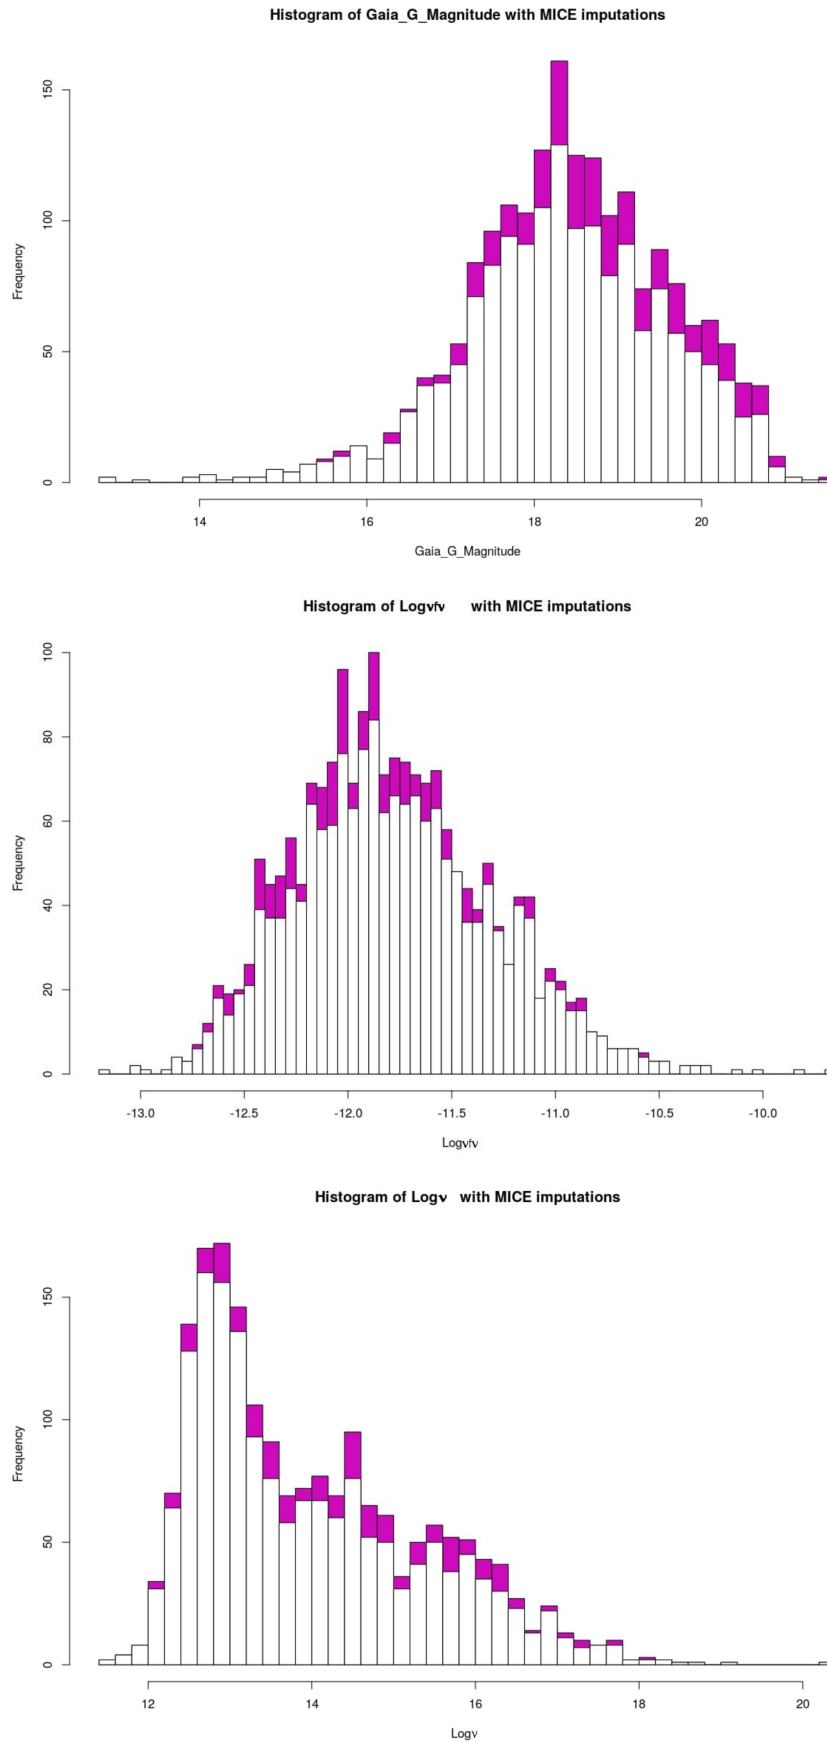 Histogram of Gaia_G_Magnitude with MICE imputations
150
100
50
0
Frequency
14 16 18 20
Gaia_G_Magnitude
Histogram of Logνfν with MICE imputations
100
80
60
40
20
0
Frequency
-13.0 -12.5 -12.0 -11.5 -11.0 -10.5 -10.0
Logνfν
Histogram of Logν with MICE imputations
150
100
50
0
Frequency
12 14 16 18 20
Logν